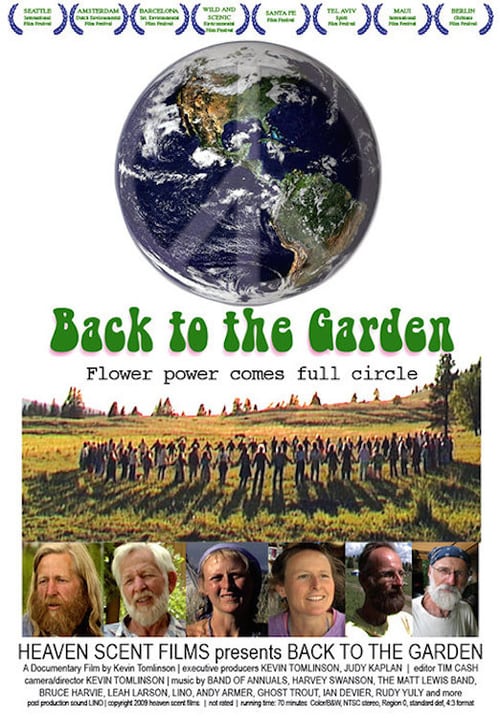 SEATTLE
International
Film Festival
AMSTERDAM
Dutch Environmental
Film Festival
BARCELONA
Int. Environmental
Film Festival
WILD AND
SCENIC
Environmental
Film Festival
SANTA FE
Film Festival
TEL AVIV
Spirit
Film Festival
MAUI
International
Film Festival
BERLIN
Film Festival
Back to the Garden
Flower power comes full circle
HEAVEN SCENT FILMS presents BACK TO THE GARDEN
A Documentary Film by Kevin Tomlinson | executive producers KEVIN TOMLINSON, JUDY KAPLAN | editor TIM CASH
camera/director KEVIN TOMLINSON | music by BAND OF ANNUALS, HARVEY SWANSON, THE MATT LEWIS BAND,
BRUCE HARVIE, LEAH LARSON, LINO, ANDY ARMER, GHOST TROUT, IAN DEVIER, RUDY YULY and more
post production sound LINO | copyright 2009 heaven scent films | not rated | running time: 70 minutes Color/B&W, NTSC stereo, Region 0, standard def, 4:3 format